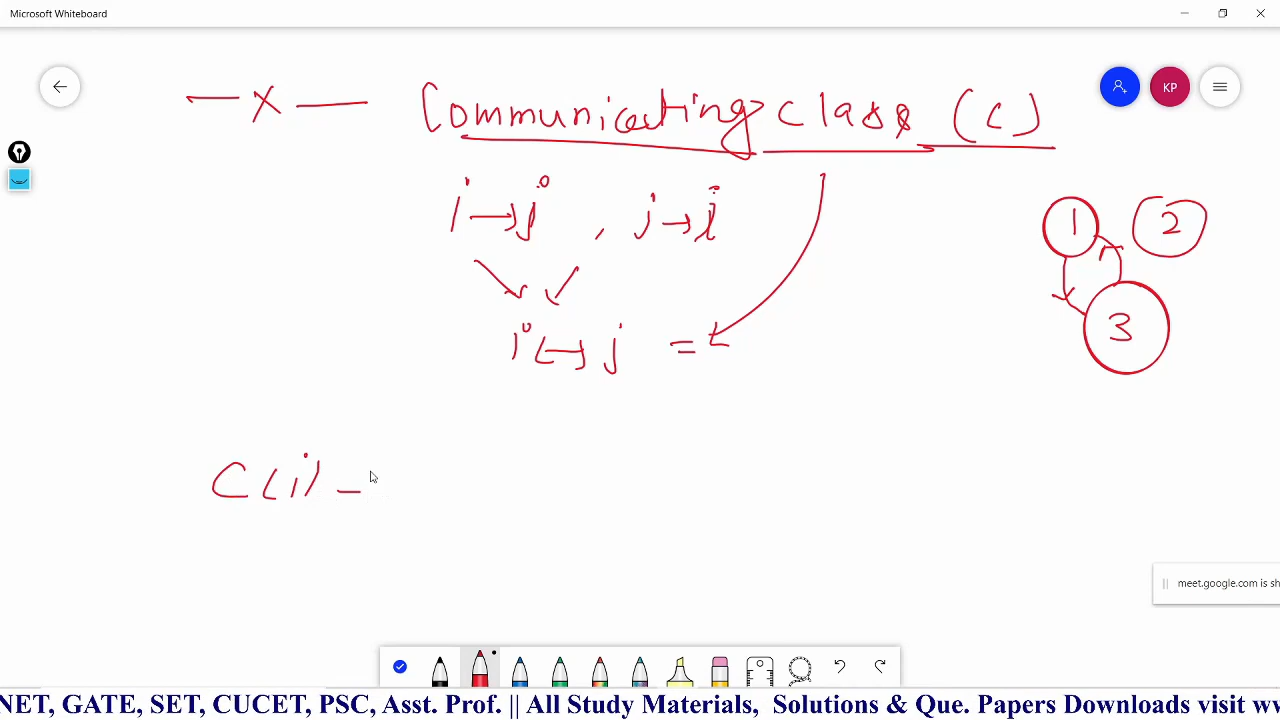 Microsoft Whiteboard
KP
—x— Communicating class (C)
i → j , j → i
1 2
i ↔ j =
3
C(i) –
meet.google.com is sh
NET, GATE, SET, CUCET, PSC, Asst. Prof. || All Study Materials, Solutions & Que. Papers Downloads visit w